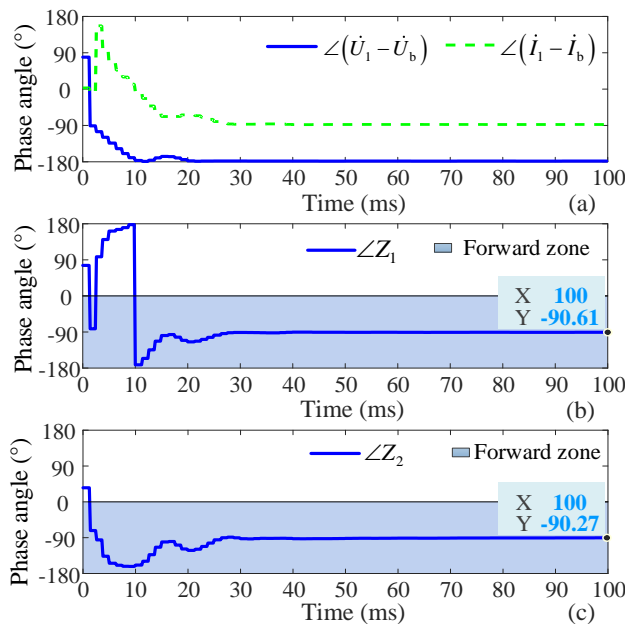 Phase angle (°)
180
90
0
-90
-180
∠(U̇₁ − U̇b)
∠(İ₁ − İb)
0 10 20 30 40 50 60 70 80 90 100
Time (ms)
(a)
Phase angle (°)
180
90
0
-90
-180
∠Z₁
Forward zone
X 100
Y -90.61
0 10 20 30 40 50 60 70 80 90 100
Time (ms)
(b)
Phase angle (°)
180
90
0
-90
-180
∠Z₂
Forward zone
X 100
Y -90.27
0 10 20 30 40 50 60 70 80 90 100
Time (ms)
(c)